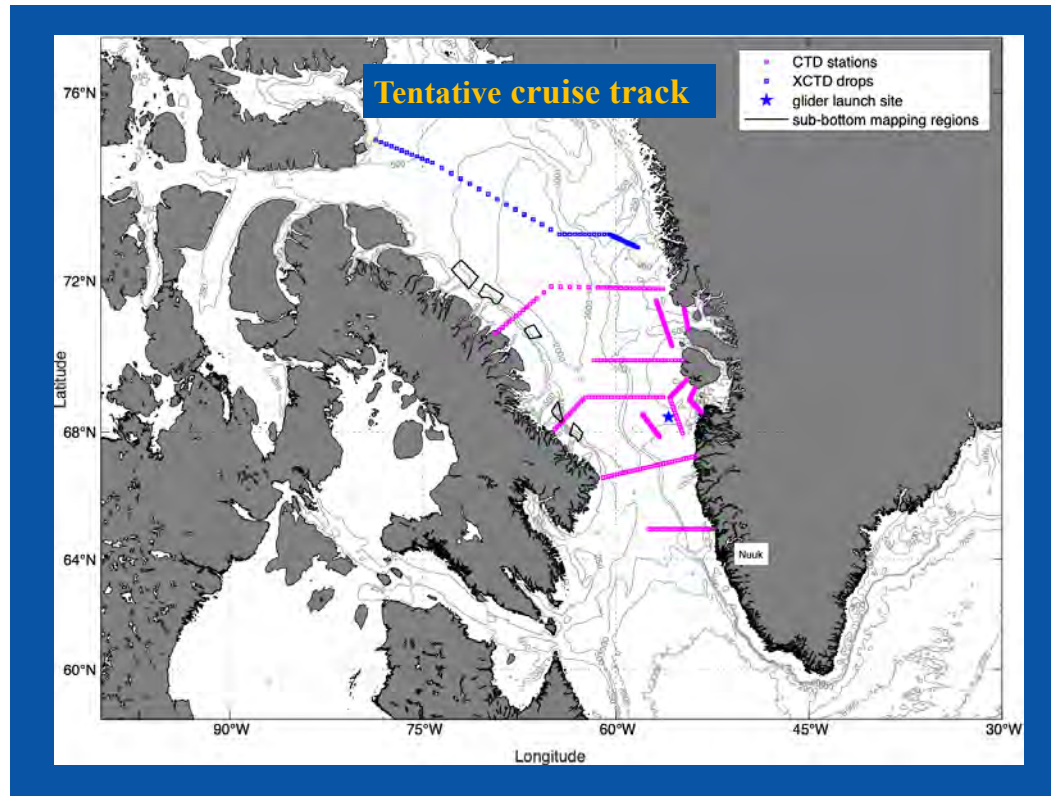 Tentative cruise track
CTD stations
XCTD drops
glider launch site
sub-bottom mapping regions
76°N
72°N
68°N
64°N
60°N
Latitude
Nuuk
90°W
75°W
60°W
45°W
30°W
Longitude